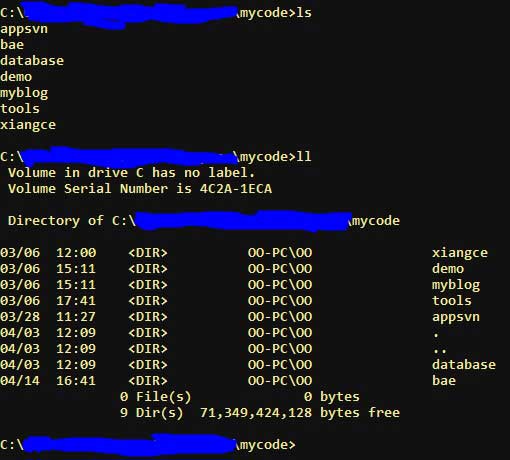 C:\ \mycode>ls
appsvn
bae
database
demo
myblog
tools
xiangce
C:\ \mycode>ll
Volume in drive C has no label.
Volume Serial Number is 4C2A-1ECA
Directory of C:\ \mycode
03/06 12:00 <DIR> OO-PC\OO xiangce
03/06 15:11 <DIR> OO-PC\OO demo
03/06 15:11 <DIR> OO-PC\OO myblog
03/06 17:41 <DIR> OO-PC\OO tools
03/28 11:27 <DIR> OO-PC\OO appsvn
04/03 12:09 <DIR> OO-PC\OO .
04/03 12:09 <DIR> OO-PC\OO ..
04/03 12:09 <DIR> OO-PC\OO database
04/14 16:41 <DIR> OO-PC\OO bae
0 File(s) 0 bytes
9 Dir(s) 71,349,424,128 bytes free
C:\ \mycode>